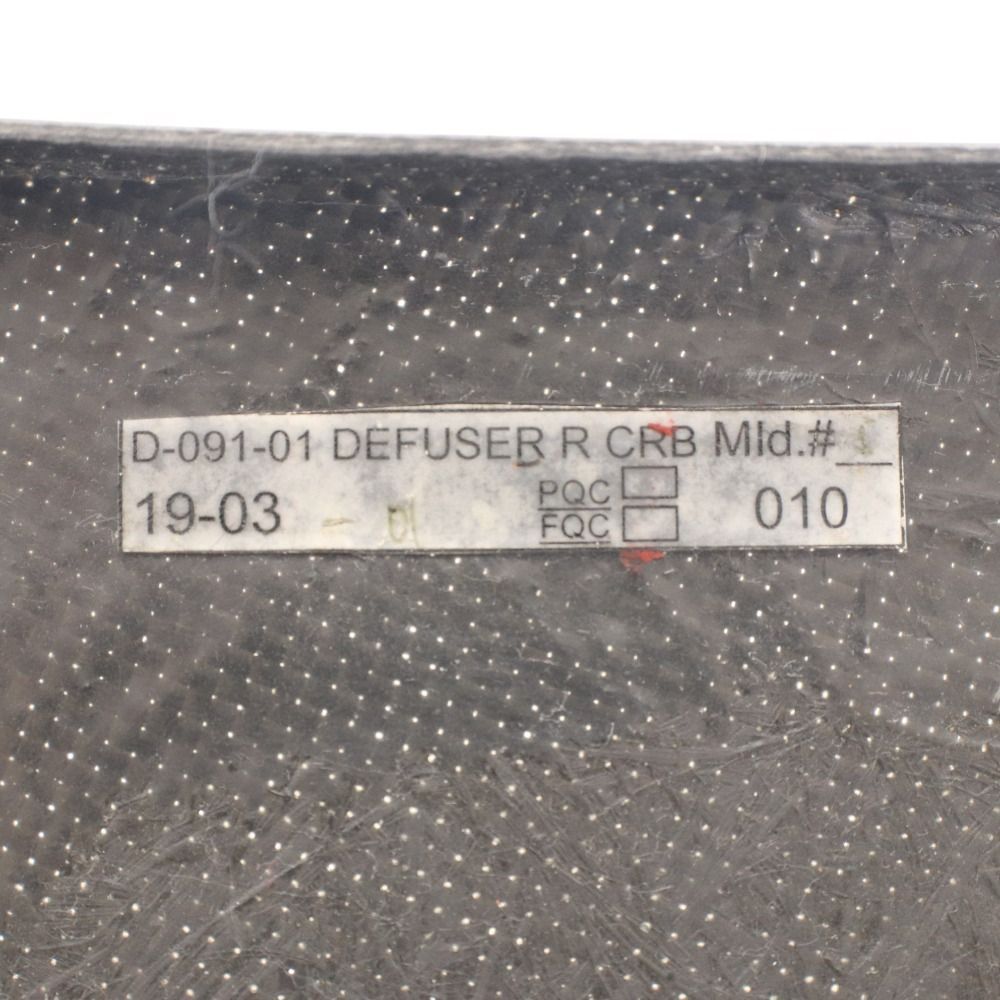 D-091-01 DEFUSER R CRB Mld.#
19-03 PQC 010
FQC